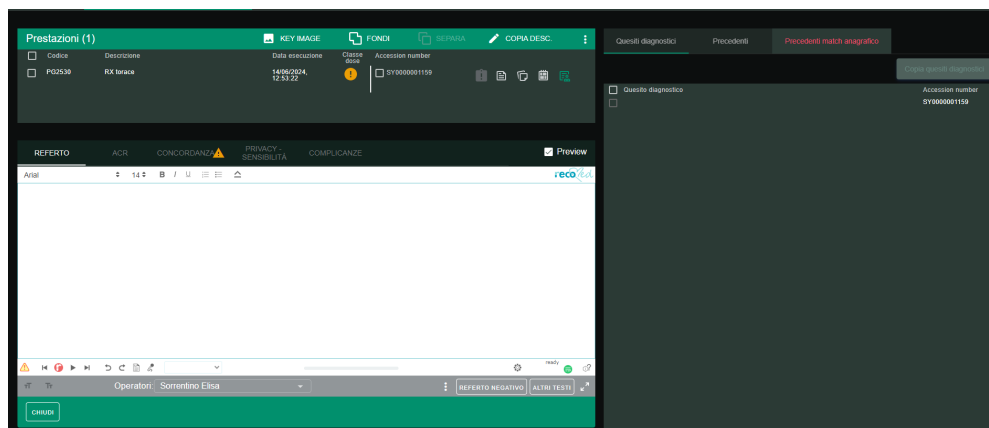 Prestazioni (1) KEY IMAGE FONDI SEPARA COPIA DESC.
Codice Descrizione Data esecuzione Classe dose Accession number
PG2530 RX torace 14/06/2024, 12:53:22 SY0000001159
REFERTO ACR CONCORDANZA PRIVACY - SENSIBILITÀ COMPLICANZE Preview
Arial 14 B I U recoMed
ready
Operatori: Sorrentino Elisa REFERTO NEGATIVO ALTRI TESTI
CHIUDI
Quesiti diagnostici Precedenti Precedenti match anagrafico
Copia quesiti diagnostici
Quesito diagnostico Accession number
SY0000001159